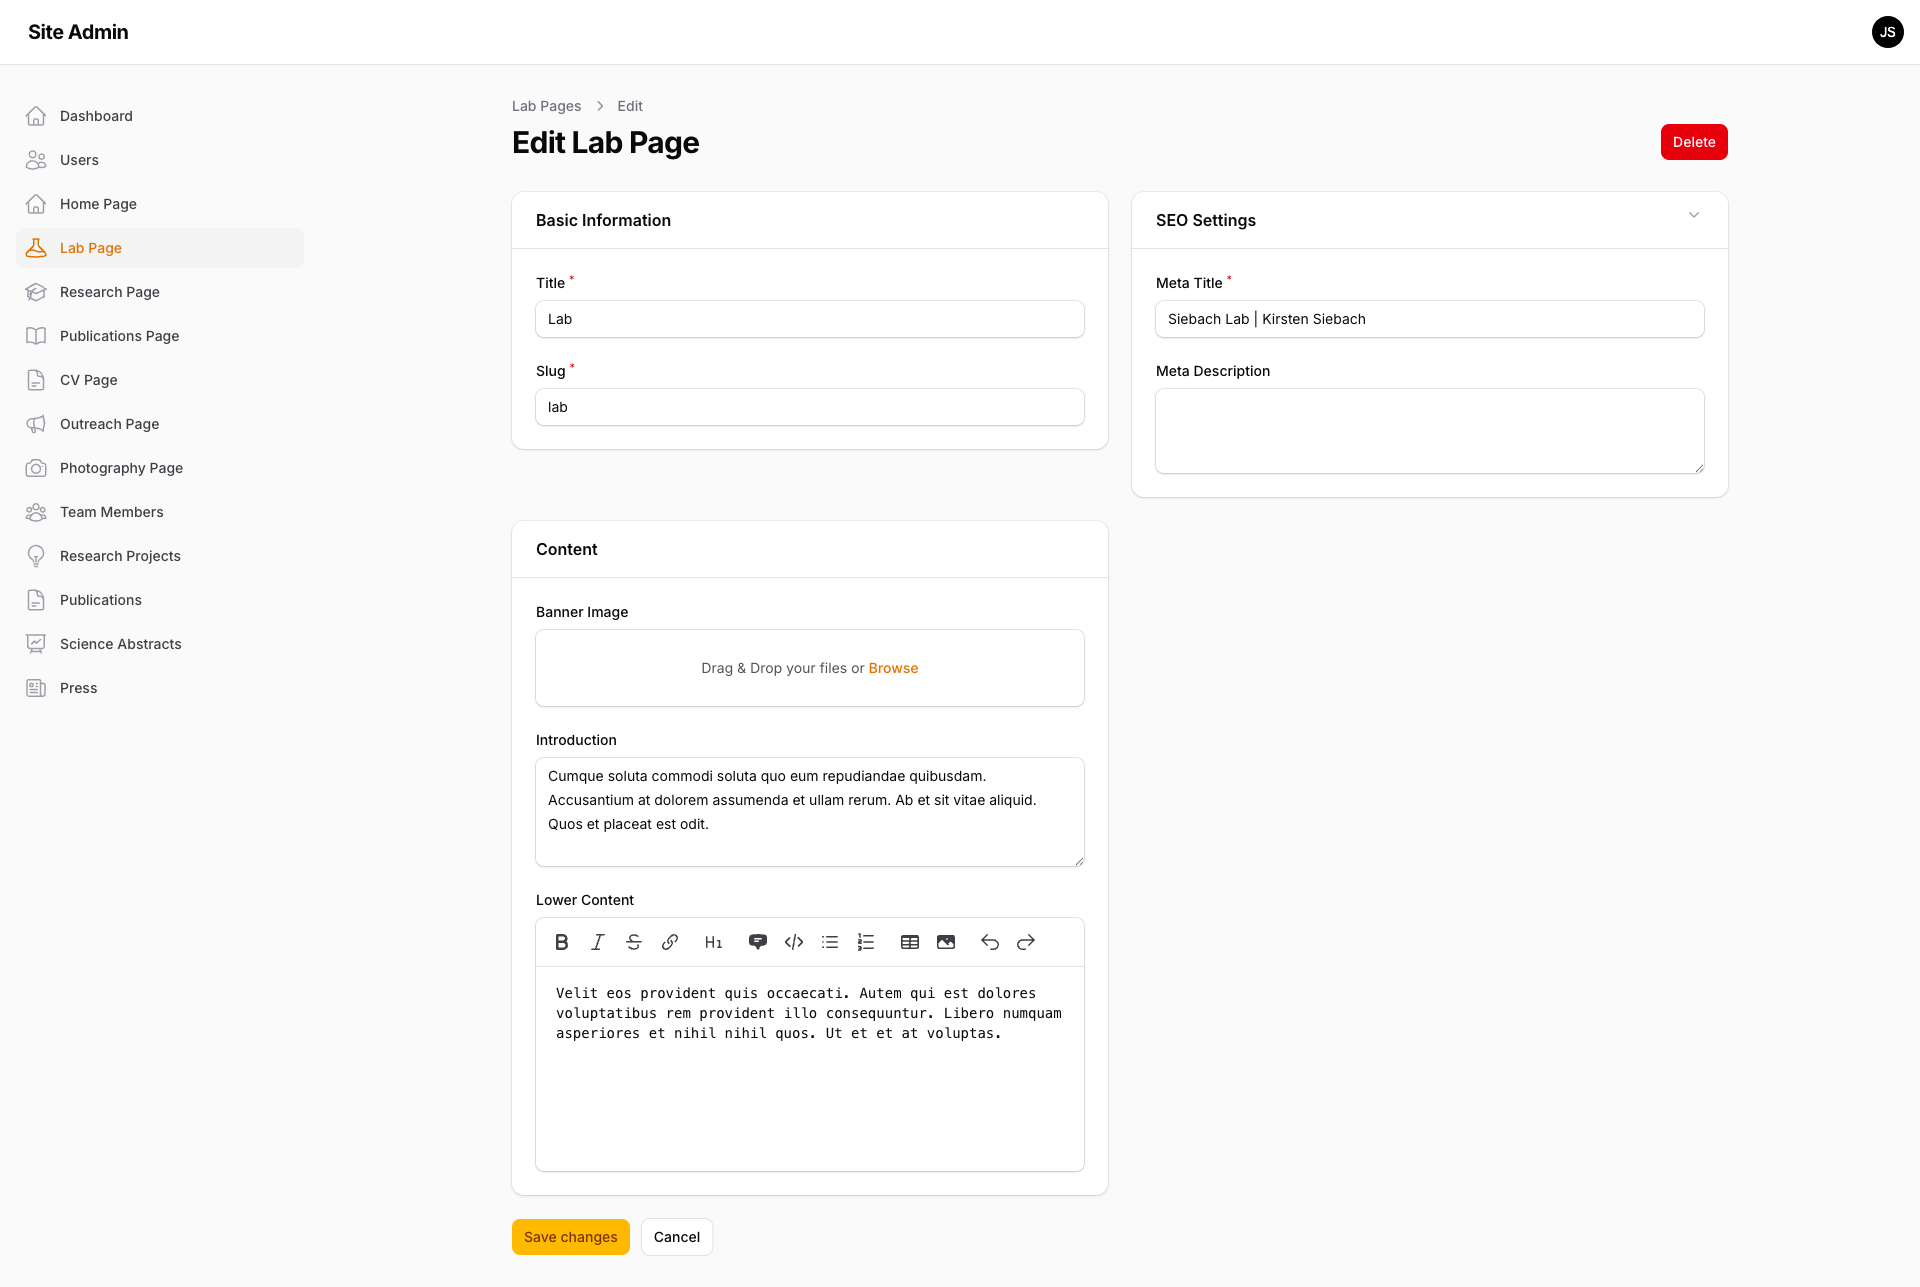 Site Admin
JS
Dashboard
Users
Home Page
Lab Page
Research Page
Publications Page
CV Page
Outreach Page
Photography Page
Team Members
Research Projects
Publications
Science Abstracts
Press
Lab Pages > Edit
Edit Lab Page
Delete
Basic Information
Title *
Lab
Slug *
lab
SEO Settings
Meta Title *
Siebach Lab | Kirsten Siebach
Meta Description
Content
Banner Image
Drag & Drop your files or Browse
Introduction
Cumque soluta commodi soluta quo eum repudiandae quibusdam.
Accusantium at dolorem assumenda et ullam rerum. Ab et sit vitae aliquid.
Quos et placeat est odit.
Lower Content
B I S H1
Velit eos provident quis occaecati. Autem qui est dolores
voluptatibus rem provident illo consequuntur. Libero numquam
asperiores et nihil nihil quos. Ut et et at voluptas.
Save changes
Cancel